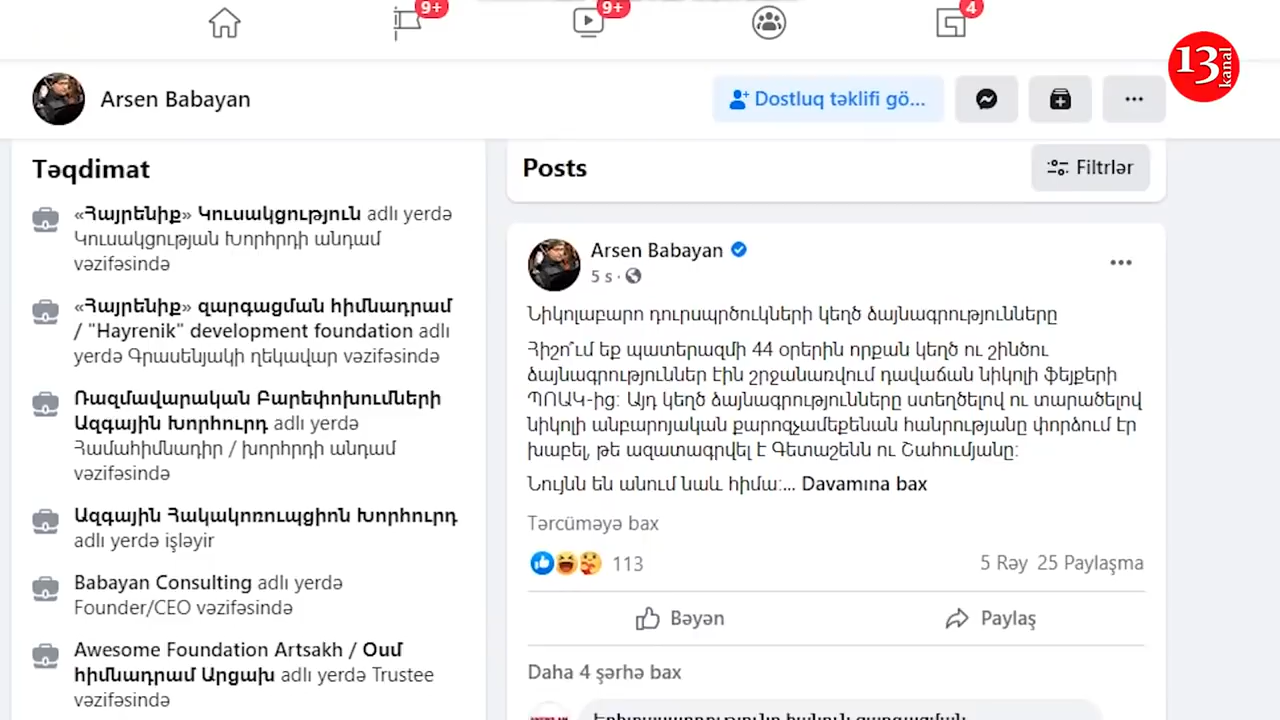 9+
9+
4
13
kanal
Arsen Babayan
Dostluq təklifi gö...
Təqdimat
«Հայրենիք» Կուսակցություն adlı yerdə
Կուսակցության Խորհրդի անդամ
vəzifəsində
«Հայրենիք» զարգացման հիմնադրամ
/ "Hayrenik" development foundation adlı
yerdə Գրասենյակի ղեկավար vəzifəsində
Ռազմավարական Բարեփոխումների
Ազգային Խորհուրդ adlı yerdə
Համահիմնադիր / խորհրդի անդամ
vəzifəsində
Ազգային Հակակոռուպցիոն Խորհուրդ
adlı yerdə işləyir
Babayan Consulting adlı yerdə
Founder/CEO vəzifəsində
Awesome Foundation Artsakh / Օսմ
հիմնադրամ Արցախ adlı yerdə Trustee
vəzifəsində
Posts
Filtrlər
Arsen Babayan
5 s ·
Նիկոլաբարո դուրսպրծուկների կեղծ ձայնագրությունները
Հիշո՞ւմ եք պատերազմի 44 օրերին որքան կեղծ ու շինծու
ձայնագրություններ էին շրջանառվում դավաճան նիկոլի ֆեյքերի
ՊՈԱԿ-ից։ Այդ կեղծ ձայնագրությունները ստեղծելով ու տարածելով
նիկոլի անբարոյական քարոզչամեքենան հանրությանը փորձում էր
խաբել, թե ազատագրվել է Գետաշենն ու Շահումյանը։
Նույնն են անում նաև հիմա։... Davamına bax
Tərcüməyə bax
113
5 Rəy 25 Paylaşma
Bəyən
Paylaş
Daha 4 şərhə bax